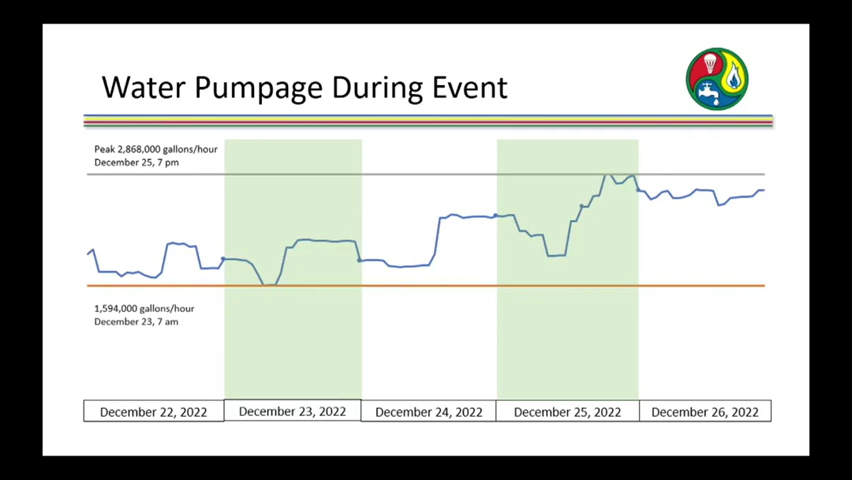 Water Pumpage During Event
Peak 2,868,000 gallons/hour
December 25, 7 pm
1,594,000 gallons/hour
December 23, 7 am
December 22, 2022
December 23, 2022
December 24, 2022
December 25, 2022
December 26, 2022